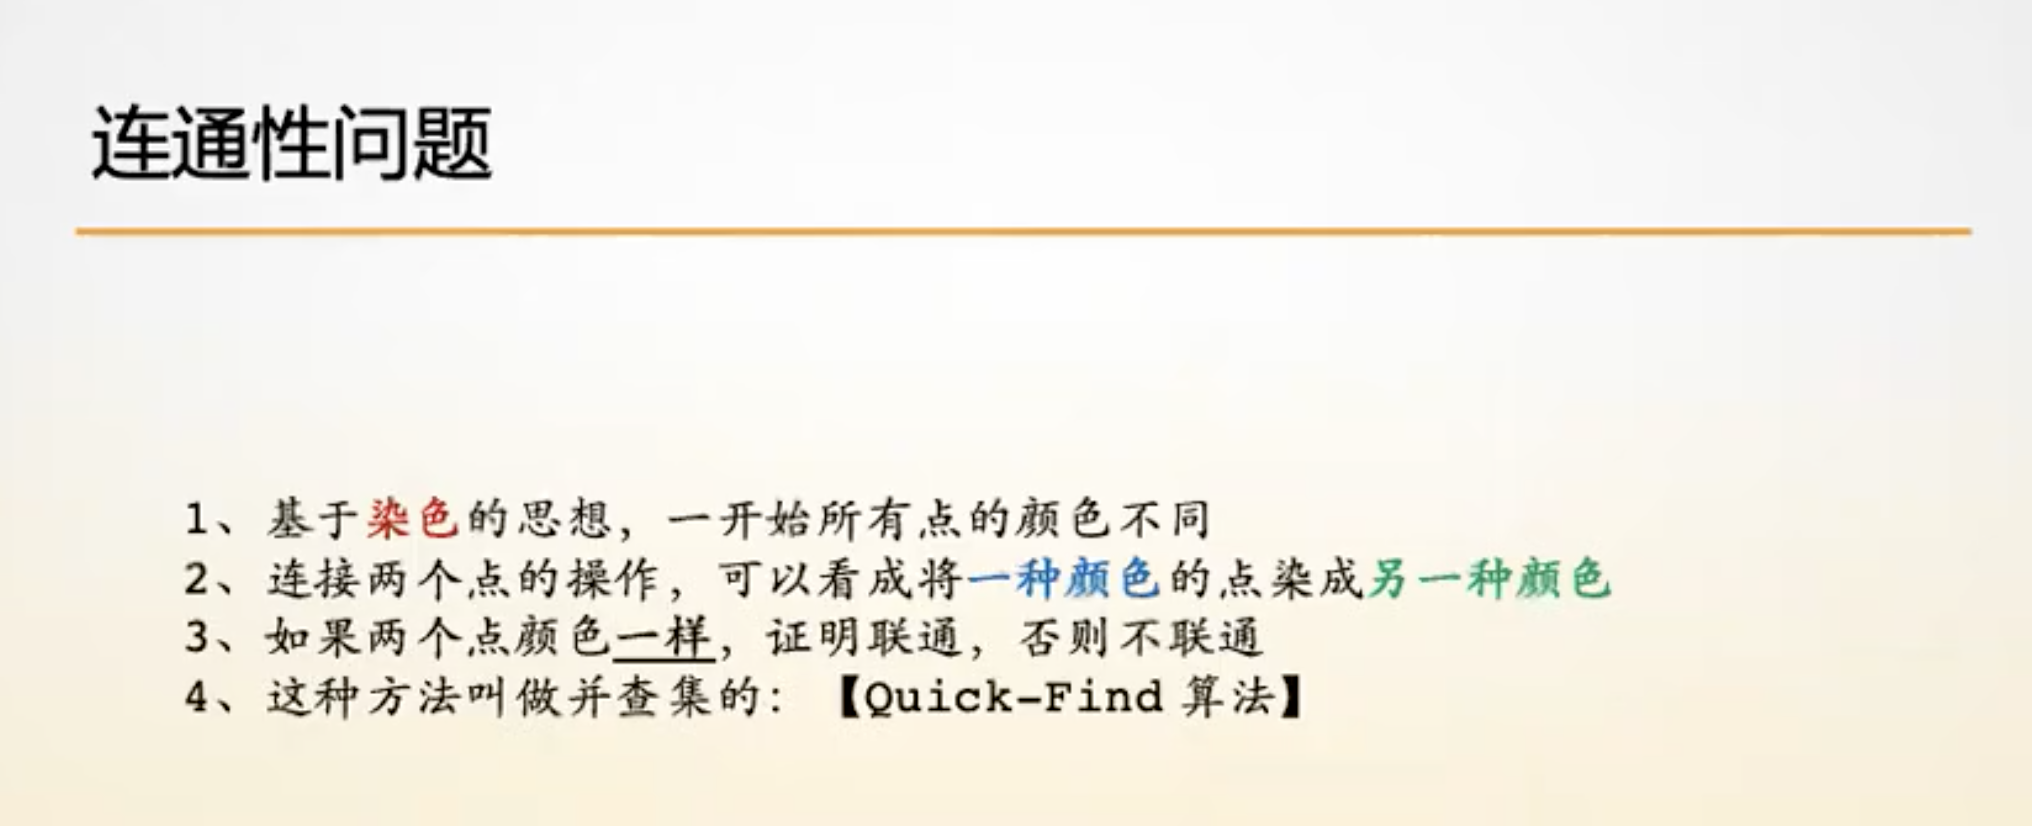 连通性问题
1、基于染色的思想，一开始所有点的颜色不同
2、连接两个点的操作，可以看成将一种颜色的点染成另一种颜色
3、如果两个点颜色一样，证明联通，否则不联通
4、这种方法叫做并查集的：【Quick-Find 算法】